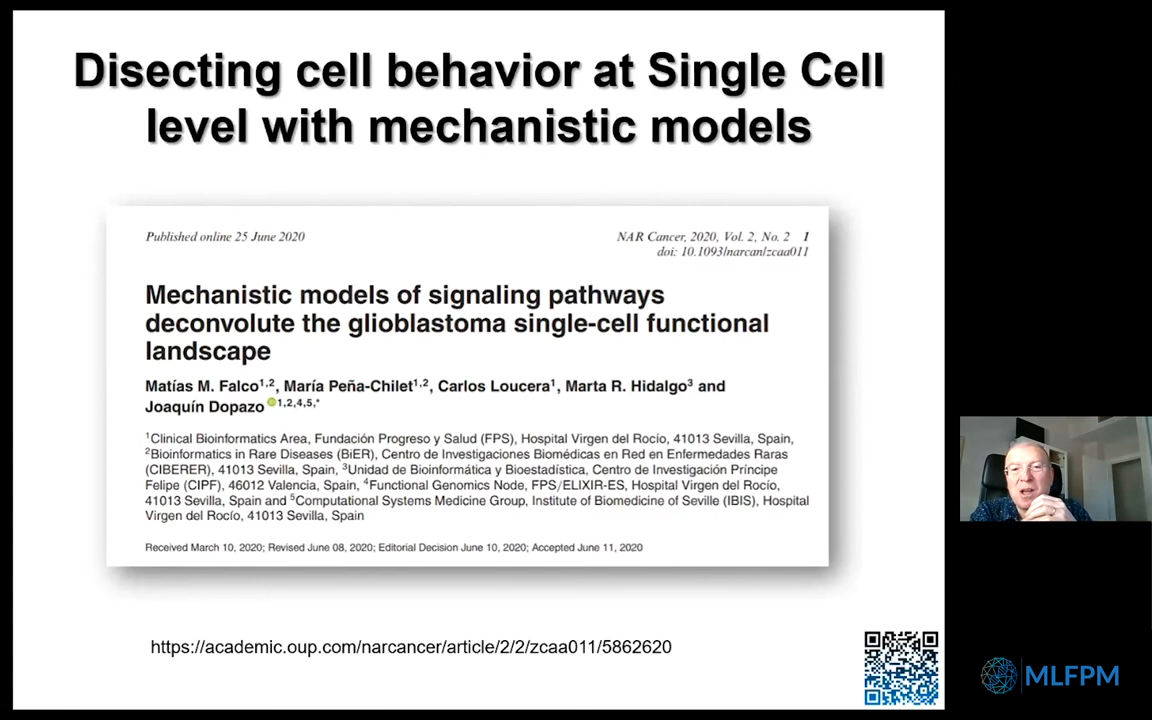 Disecting cell behavior at Single Cell
level with mechanistic models
Published online 25 June 2020
NAR Cancer, 2020, Vol. 2, No. 2 1
doi: 10.1093/narcan/zcaa011
Mechanistic models of signaling pathways
deconvolute the glioblastoma single-cell functional
landscape
Matías M. Falco1,2, María Peña-Chilet1,2, Carlos Loucera1, Marta R. Hidalgo3 and
Joaquín Dopazo 1,2,4,5,*
1Clinical Bioinformatics Area, Fundación Progreso y Salud (FPS), Hospital Virgen del Rocío, 41013 Sevilla, Spain,
2Bioinformatics in Rare Diseases (BiER), Centro de Investigaciones Biomédicas en Red en Enfermedades Raras
(CIBERER), 41013 Sevilla, Spain, 3Unidad de Bioinformática y Bioestadística, Centro de Investigación Príncipe
Felipe (CIPF), 46012 Valencia, Spain, 4Functional Genomics Node, FPS/ELIXIR-ES, Hospital Virgen del Rocío,
41013 Sevilla, Spain and 5Computational Systems Medicine Group, Institute of Biomedicine of Seville (IBIS), Hospital
Virgen del Rocío, 41013 Sevilla, Spain
Received March 10, 2020; Revised June 08, 2020; Editorial Decision June 10, 2020; Accepted June 11, 2020
https://academic.oup.com/narcancer/article/2/2/zcaa011/5862620
MLFPM